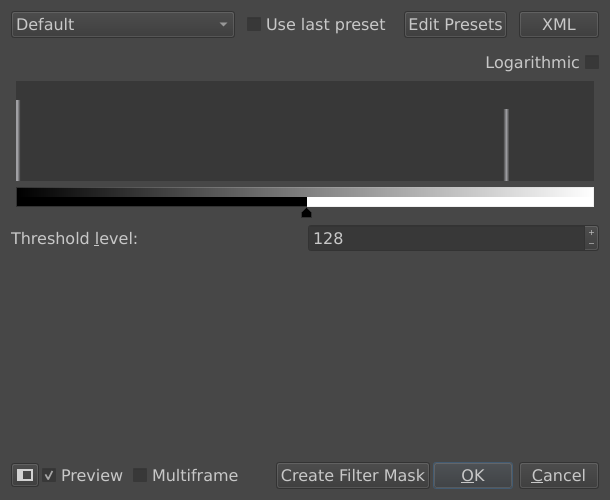 Default Use last preset Edit Presets XML
Logarithmic
Threshold level: 128
Preview Multiframe Create Filter Mask OK Cancel